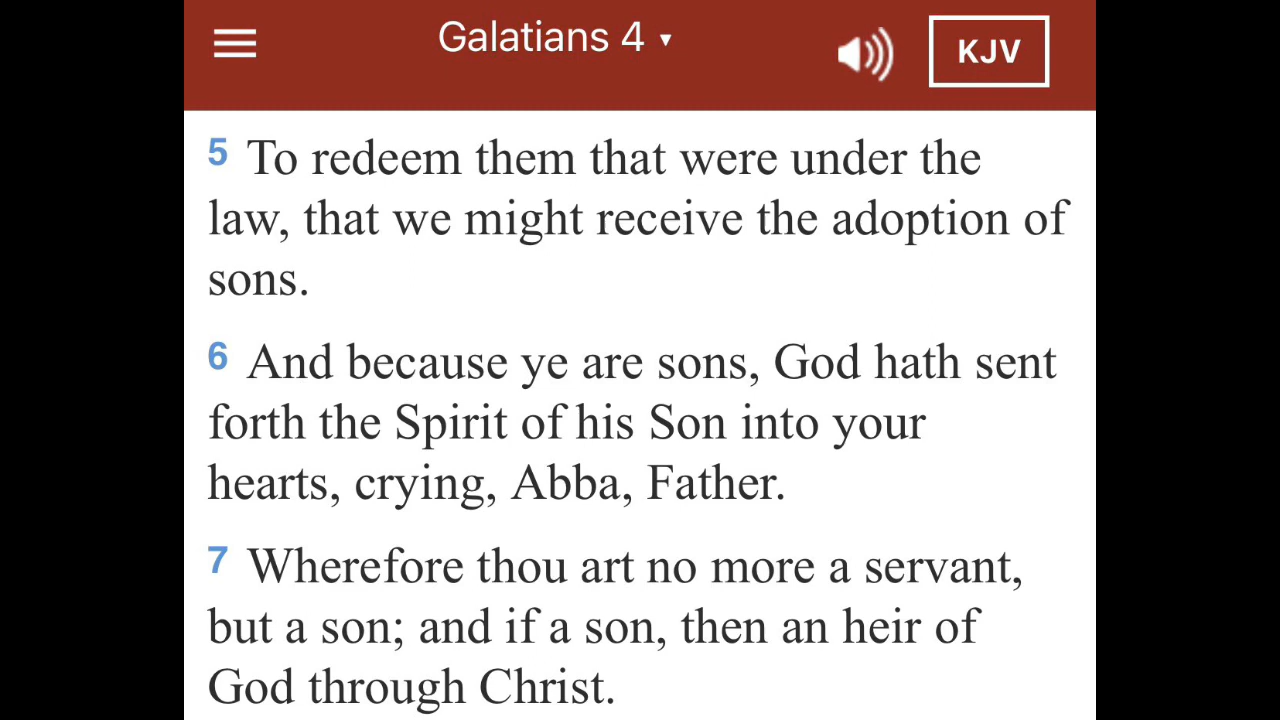 Galatians 4 ▾
KJV
5 To redeem them that were under the
law, that we might receive the adoption of
sons.
6 And because ye are sons, God hath sent
forth the Spirit of his Son into your
hearts, crying, Abba, Father.
7 Wherefore thou art no more a servant,
but a son; and if a son, then an heir of
God through Christ.